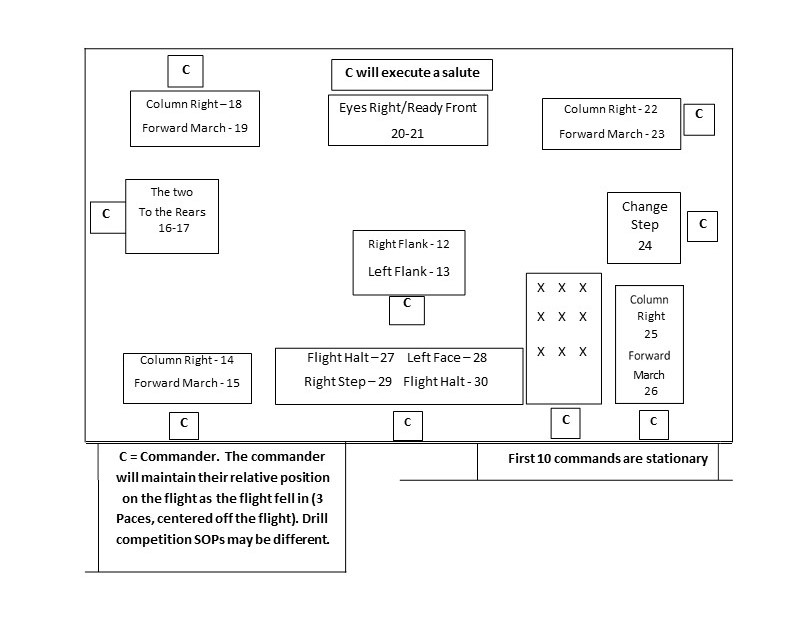 C
C will execute a salute
Column Right – 18
Forward March - 19
Eyes Right/Ready Front
20-21
Column Right - 22
Forward March - 23
C
The two
To the Rears
16-17
C
Change
Step
24
C
Right Flank - 12
Left Flank - 13
C
X X X
X X X
X X X
Column
Right
25
Forward
March
26
Column Right - 14
Forward March - 15
Flight Halt – 27 Left Face – 28
Right Step – 29 Flight Halt - 30
C
C
C
C
C = Commander. The commander
will maintain their relative position
on the flight as the flight fell in (3
Paces, centered off the flight). Drill
competition SOPs may be different.
First 10 commands are stationary